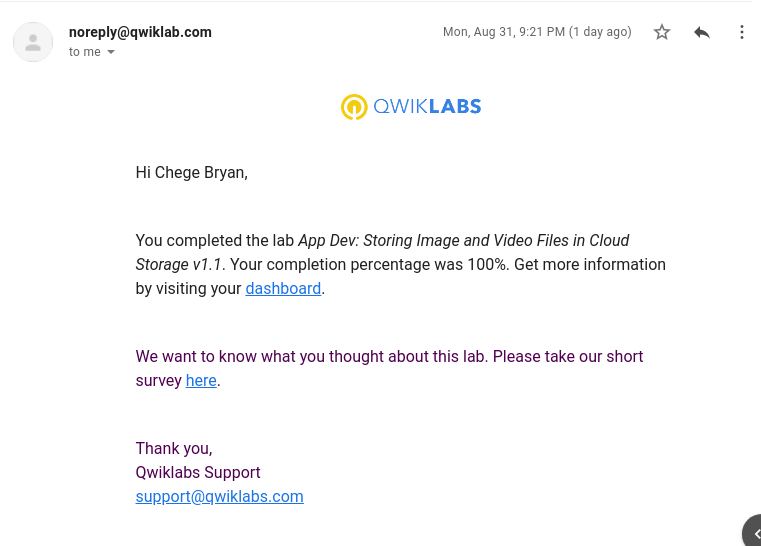 noreply@qwiklab.com
Mon, Aug 31, 9:21 PM (1 day ago)
to me
QWIKLABS
Hi Chege Bryan,
You completed the lab App Dev: Storing Image and Video Files in Cloud
Storage v1.1. Your completion percentage was 100%. Get more information
by visiting your dashboard.
We want to know what you thought about this lab. Please take our short
survey here.
Thank you,
Qwiklabs Support
support@qwiklabs.com